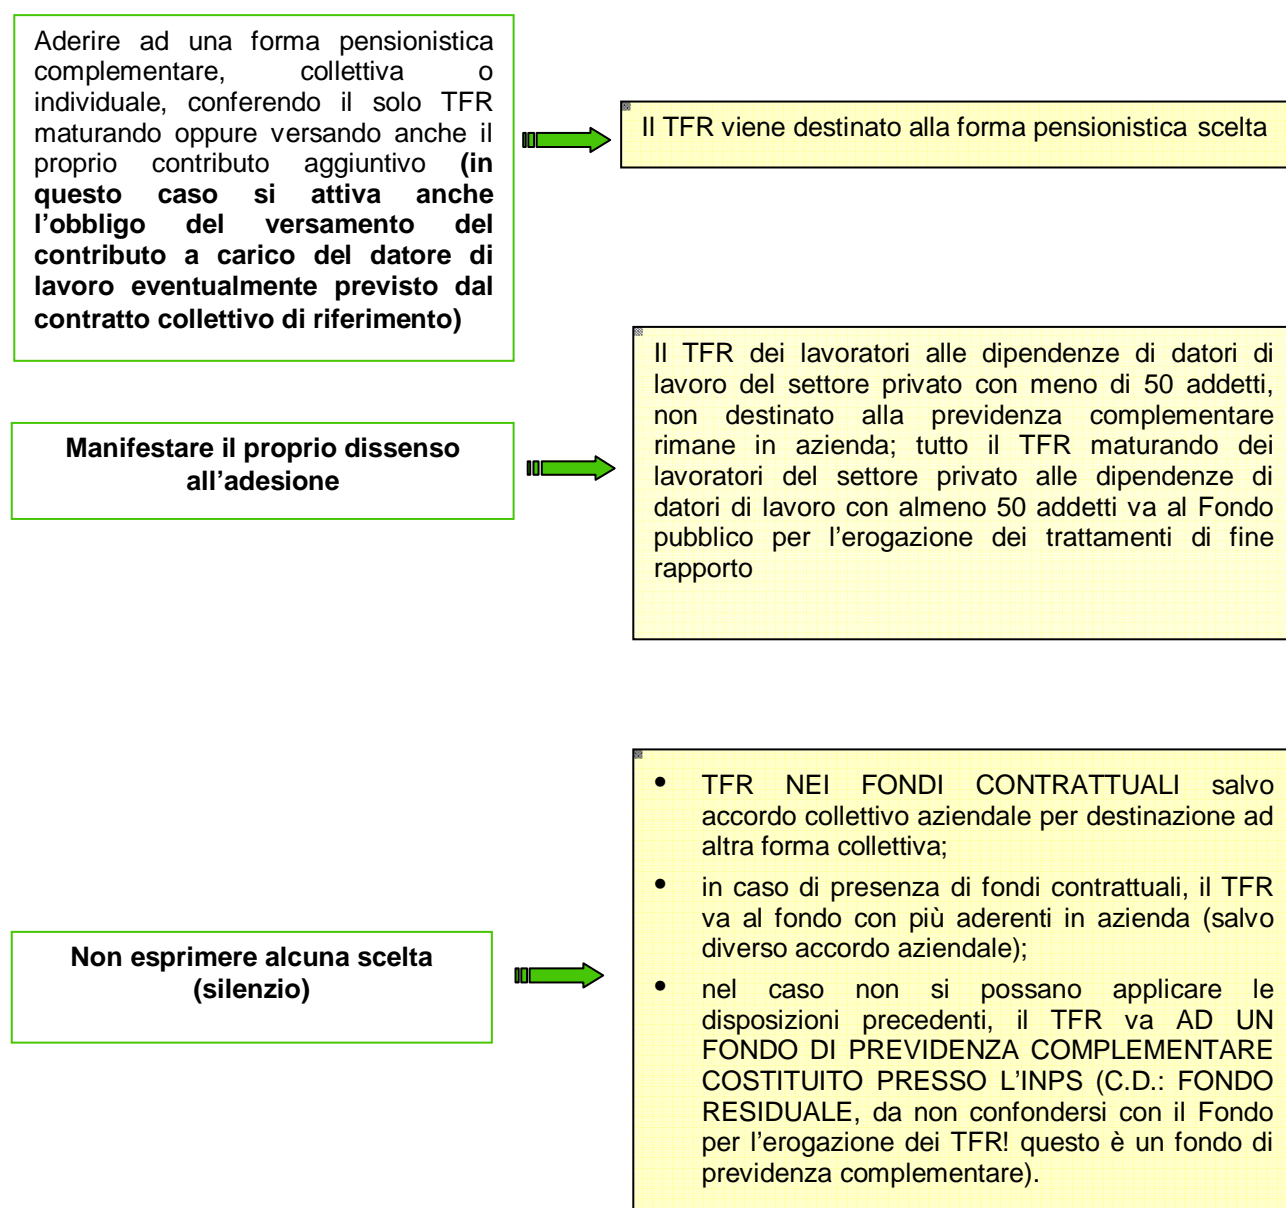 Aderire ad una forma pensionistica
complementare, collettiva o
individuale, conferendo il solo TFR
maturando oppure versando anche il
proprio contributo aggiuntivo (in
questo caso si attiva anche
l'obbligo del versamento del
contributo a carico del datore di
lavoro eventualmente previsto dal
contratto collettivo di riferimento)
Il TFR viene destinato alla forma pensionistica scelta
Manifestare il proprio dissenso
all'adesione
Il TFR dei lavoratori alle dipendenze di datori di
lavoro del settore privato con meno di 50 addetti,
non destinato alla previdenza complementare
rimane in azienda; tutto il TFR maturando dei
lavoratori del settore privato alle dipendenze di
datori di lavoro con almeno 50 addetti va al Fondo
pubblico per l'erogazione dei trattamenti di fine
rapporto
Non esprimere alcuna scelta
(silenzio)
• TFR NEI FONDI CONTRATTUALI salvo
accordo collettivo aziendale per destinazione ad
altra forma collettiva;
• in caso di presenza di fondi contrattuali, il TFR
va al fondo con più aderenti in azienda (salvo
diverso accordo aziendale);
• nel caso non si possano applicare le
disposizioni precedenti, il TFR va AD UN
FONDO DI PREVIDENZA COMPLEMENTARE
COSTITUITO PRESSO L'INPS (C.D.: FONDO
RESIDUALE, da non confondersi con il Fondo
per l'erogazione dei TFR! questo è un fondo di
previdenza complementare).